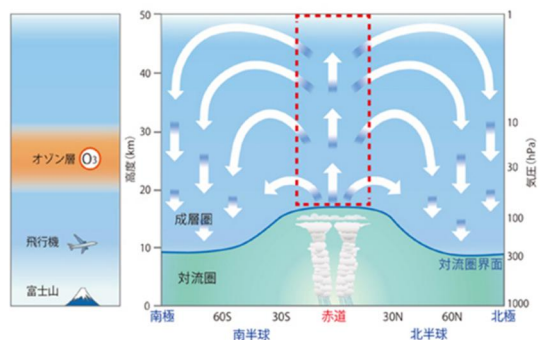 オゾン層 O3
飛行機
富士山
高度(km)
50
40
30
20
10
0
成層圏
対流圏
対流圏界面
1
10
30
100
300
1000
気圧(hPa)
南極
60S
30S
赤道
30N
60N
北極
南半球
北半球